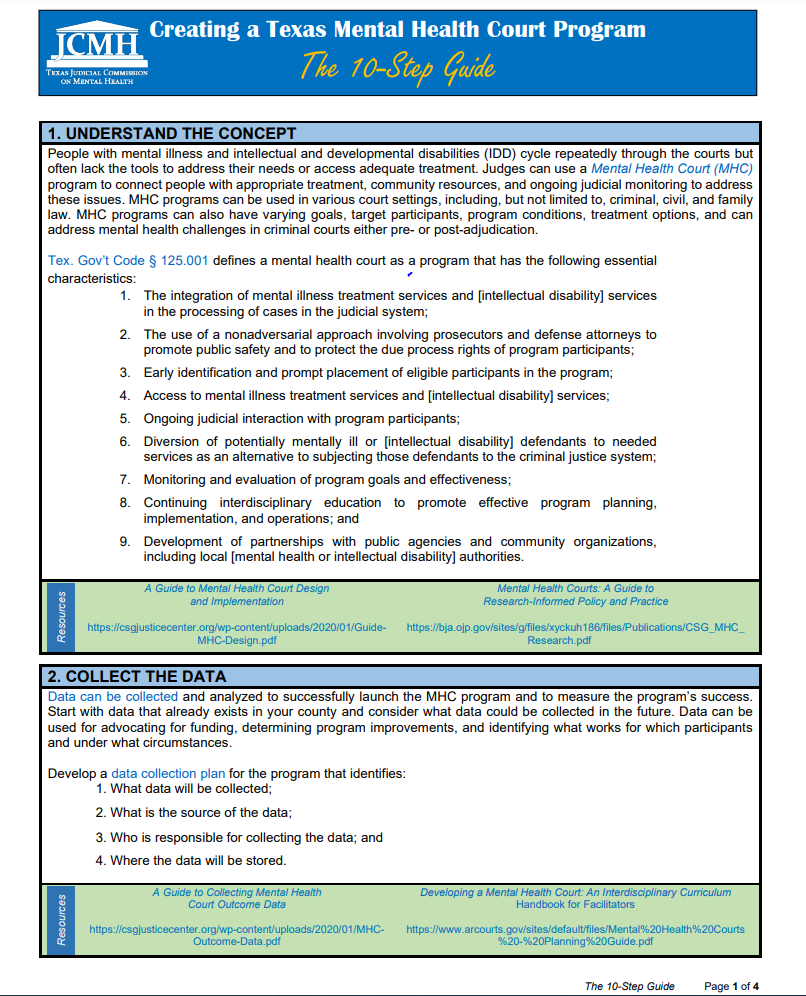 JCMH
TEXAS JUDICIAL COMMISSION
ON MENTAL HEALTH
Creating a Texas Mental Health Court Program
The 10-Step Guide
1. UNDERSTAND THE CONCEPT
People with mental illness and intellectual and developmental disabilities (IDD) cycle repeatedly through the courts but
often lack the tools to address their needs or access adequate treatment. Judges can use a Mental Health Court (MHC)
program to connect people with appropriate treatment, community resources, and ongoing judicial monitoring to address
these issues. MHC programs can be used in various court settings, including, but not limited to, criminal, civil, and family
law. MHC programs can also have varying goals, target participants, program conditions, treatment options, and can
address mental health challenges in criminal courts either pre- or post-adjudication.
Tex. Gov't Code § 125.001 defines a mental health court as a program that has the following essential
characteristics:
1. The integration of mental illness treatment services and [intellectual disability] services
in the processing of cases in the judicial system;
2. The use of a nonadversarial approach involving prosecutors and defense attorneys to
promote public safety and to protect the due process rights of program participants;
3. Early identification and prompt placement of eligible participants in the program;
4. Access to mental illness treatment services and [intellectual disability] services;
5. Ongoing judicial interaction with program participants;
6. Diversion of potentially mentally ill or [intellectual disability] defendants to needed
services as an alternative to subjecting those defendants to the criminal justice system;
7. Monitoring and evaluation of program goals and effectiveness;
8. Continuing interdisciplinary education to promote effective program planning,
implementation, and operations; and
9. Development of partnerships with public agencies and community organizations,
including local [mental health or intellectual disability] authorities.
Resources
A Guide to Mental Health Court Design
and Implementation
https://csgjusticecenter.org/wp-content/uploads/2020/01/Guide-
MHC-Design.pdf
Mental Health Courts: A Guide to
Research-Informed Policy and Practice
https://bja.ojp.gov/sites/g/files/xyckuh186/files/Publications/CSG_MHC_
Research.pdf
2. COLLECT THE DATA
Data can be collected and analyzed to successfully launch the MHC program and to measure the program's success.
Start with data that already exists in your county and consider what data could be collected in the future. Data can be
used for advocating for funding, determining program improvements, and identifying what works for which participants
and under what circumstances.
Develop a data collection plan for the program that identifies:
1. What data will be collected;
2. What is the source of the data;
3. Who is responsible for collecting the data; and
4. Where the data will be stored.
Resources
A Guide to Collecting Mental Health
Court Outcome Data
https://csgjusticecenter.org/wp-content/uploads/2020/01/MHC-
Outcome-Data.pdf
Developing a Mental Health Court: An Interdisciplinary Curriculum
Handbook for Facilitators
https://www.arcourts.gov/sites/default/files/Mental%20Health%20Courts
%20-%20Planning%20Guide.pdf
The 10-Step Guide Page 1 of 4